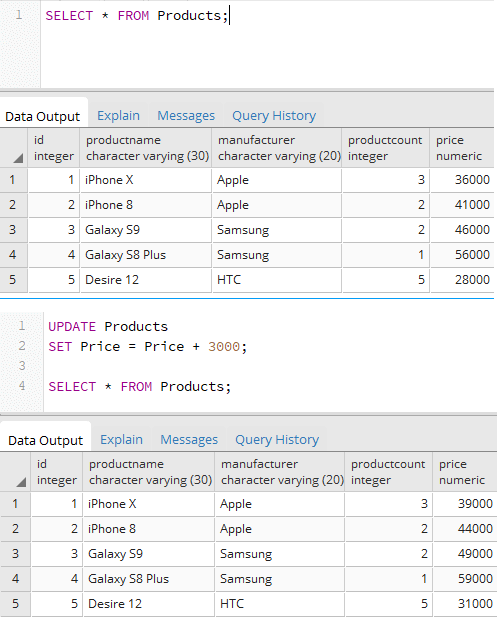 1 SELECT * FROM Products;
Data Output Explain Messages Query History
id productname manufacturer productcount price
integer character varying (30) character varying (20) integer numeric
1 1 iPhone X Apple 3 36000
2 2 iPhone 8 Apple 2 41000
3 3 Galaxy S9 Samsung 2 46000
4 4 Galaxy S8 Plus Samsung 1 56000
5 5 Desire 12 HTC 5 28000
1 UPDATE Products
2 SET Price = Price + 3000;
3
4 SELECT * FROM Products;
Data Output Explain Messages Query History
id productname manufacturer productcount price
integer character varying (30) character varying (20) integer numeric
1 1 iPhone X Apple 3 39000
2 2 iPhone 8 Apple 2 44000
3 3 Galaxy S9 Samsung 2 49000
4 4 Galaxy S8 Plus Samsung 1 59000
5 5 Desire 12 HTC 5 31000